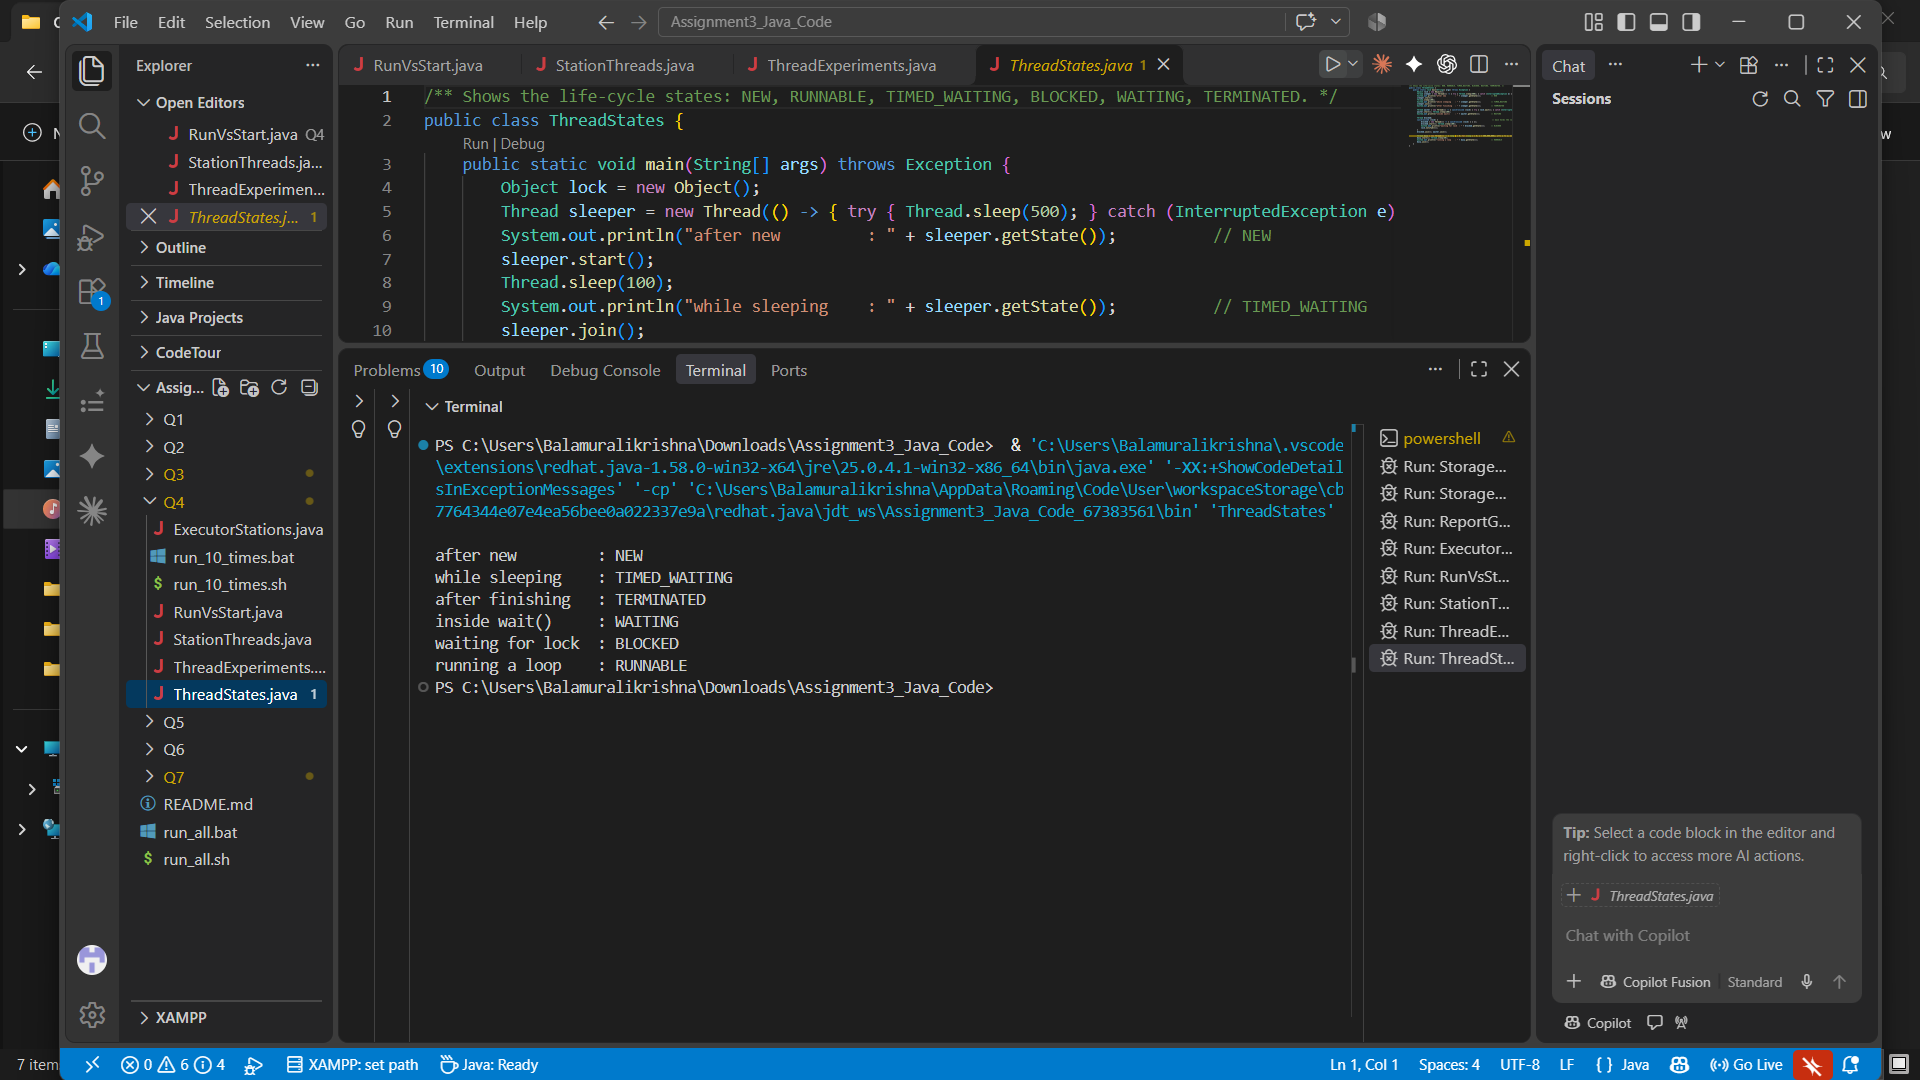 File Edit Selection View Go Run Terminal Help
Assignment3_Java_Code
Explorer
Open Editors
RunVsStart.java Q4
StationThreads.ja...
ThreadExperimen...
ThreadStates.j... 1
Outline
Timeline
Java Projects
CodeTour
Assig...
Q1
Q2
Q3
Q4
ExecutorStations.java
run_10_times.bat
run_10_times.sh
RunVsStart.java
StationThreads.java
ThreadExperiments....
ThreadStates.java 1
Q5
Q6
Q7
README.md
run_all.bat
run_all.sh
XAMPP
RunVsStart.java StationThreads.java ThreadExperiments.java ThreadStates.java 1
1 /** Shows the life-cycle states: NEW, RUNNABLE, TIMED_WAITING, BLOCKED, WAITING, TERMINATED. */
2 public class ThreadStates {
Run | Debug
3 public static void main(String[] args) throws Exception {
4 Object lock = new Object();
5 Thread sleeper = new Thread(() -> { try { Thread.sleep(500); } catch (InterruptedException e)
6 System.out.println("after new : " + sleeper.getState()); // NEW
7 sleeper.start();
8 Thread.sleep(100);
9 System.out.println("while sleeping : " + sleeper.getState()); // TIMED_WAITING
10 sleeper.join();
Problems 10 Output Debug Console Terminal Ports
Terminal
PS C:\Users\Balamuralikrishna\Downloads\Assignment3_Java_Code> & 'C:\Users\Balamuralikrishna\.vscode
\extensions\redhat.java-1.58.0-win32-x64\jre\25.0.4.1-win32-x86_64\bin\java.exe' '-XX:+ShowCodeDetail
sInExceptionMessages' '-cp' 'C:\Users\Balamuralikrishna\AppData\Roaming\Code\User\workspaceStorage\cb
7764344e07e4ea56bee0a022337e9a\redhat.java\jdt_ws\Assignment3_Java_Code_67383561\bin' 'ThreadStates'
after new : NEW
while sleeping : TIMED_WAITING
after finishing : TERMINATED
inside wait() : WAITING
waiting for lock : BLOCKED
running a loop : RUNNABLE
PS C:\Users\Balamuralikrishna\Downloads\Assignment3_Java_Code>
powershell
Run: Storage...
Run: Storage...
Run: ReportG...
Run: Executor...
Run: RunVsSt...
Run: StationT...
Run: ThreadE...
Run: ThreadSt...
Chat
Sessions
Tip: Select a code block in the editor and
right-click to access more AI actions.
ThreadStates.java
Chat with Copilot
Copilot Fusion Standard
Copilot
7 item
0 6 4 XAMPP: set path Java: Ready
Ln 1, Col 1 Spaces: 4 UTF-8 LF { } Java Go Live